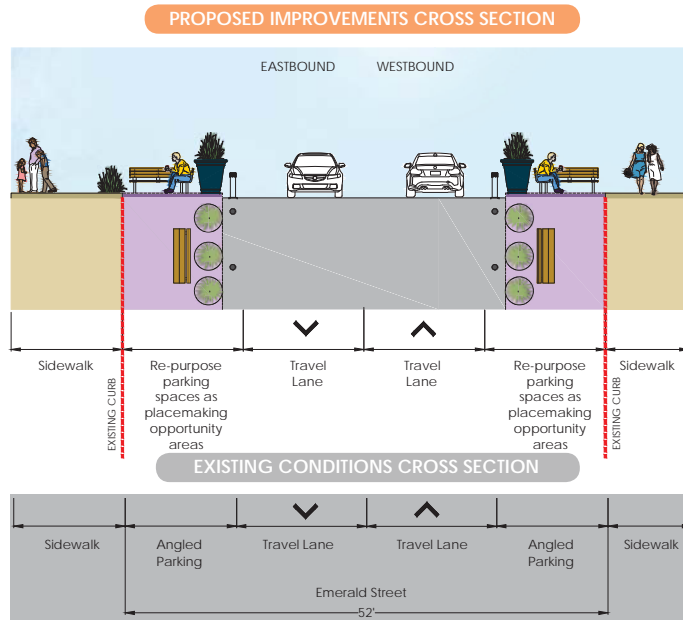 PROPOSED IMPROVEMENTS CROSS SECTION
EASTBOUND
WESTBOUND
Sidewalk
EXISTING CURB
Re-purpose
parking
spaces as
placemaking
opportunity
areas
Travel
Lane
Travel
Lane
Re-purpose
parking
spaces as
placemaking
opportunity
areas
EXISTING CURB
Sidewalk
EXISTING CONDITIONS CROSS SECTION
Sidewalk
Angled
Parking
Travel Lane
Travel Lane
Angled
Parking
Sidewalk
Emerald Street
52'